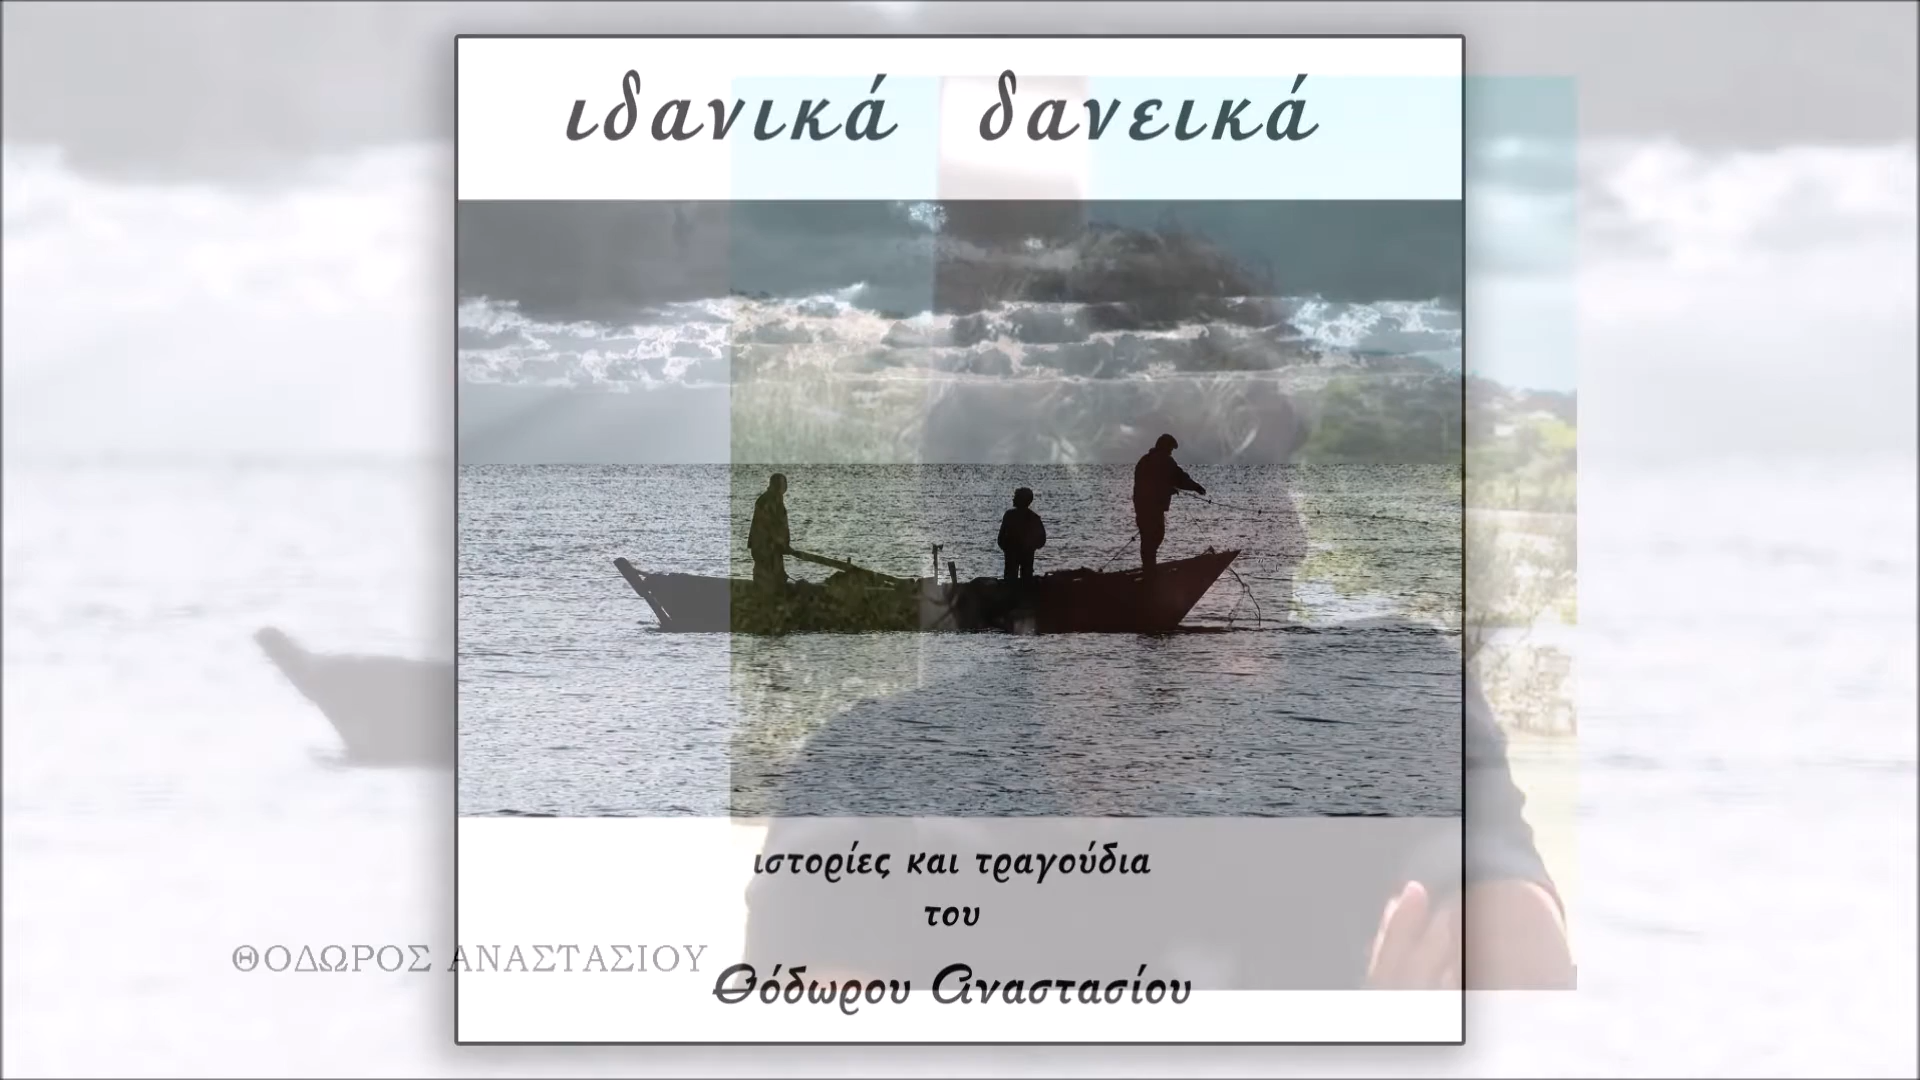 ιδανικά δανεικά
ιστορίες και τραγούδια
του
Θόδωρου Αναστασίου
ΘΟΔΩΡΟΣ ΑΝΑΣΤΑΣΙΟΥ